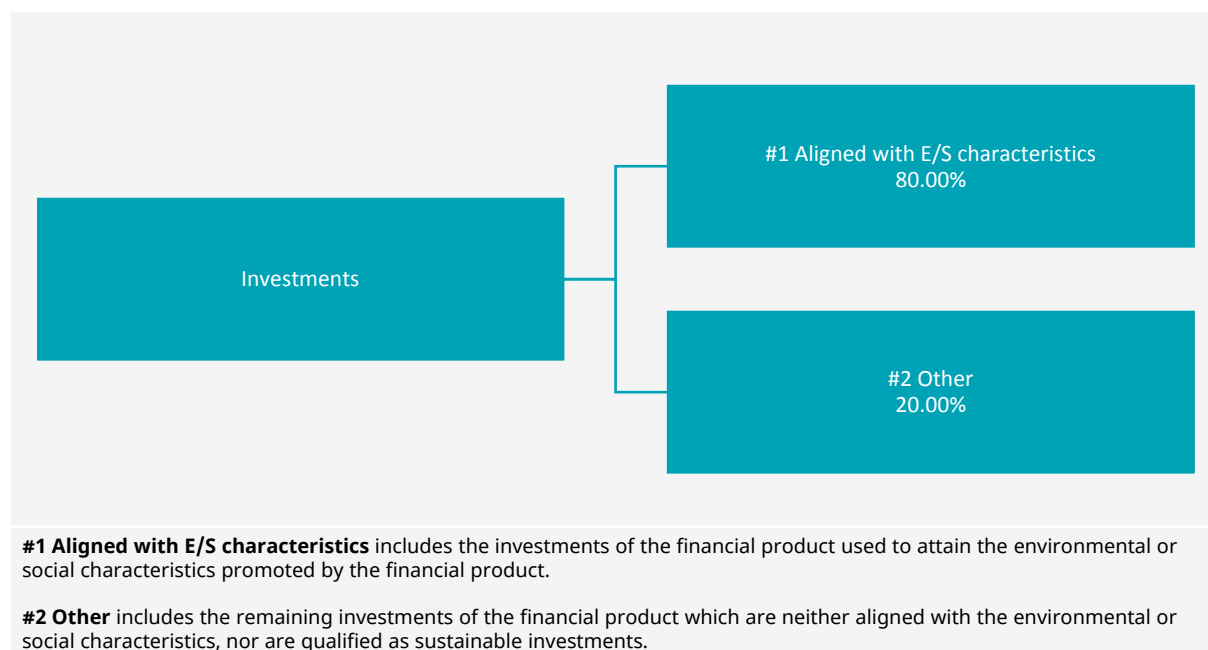 #1 Aligned with E/S characteristics
80.00%
Investments
#2 Other
20.00%
#1 Aligned with E/S characteristics includes the investments of the financial product used to attain the environmental or
social characteristics promoted by the financial product.
#2 Other includes the remaining investments of the financial product which are neither aligned with the environmental or
social characteristics, nor are qualified as sustainable investments.